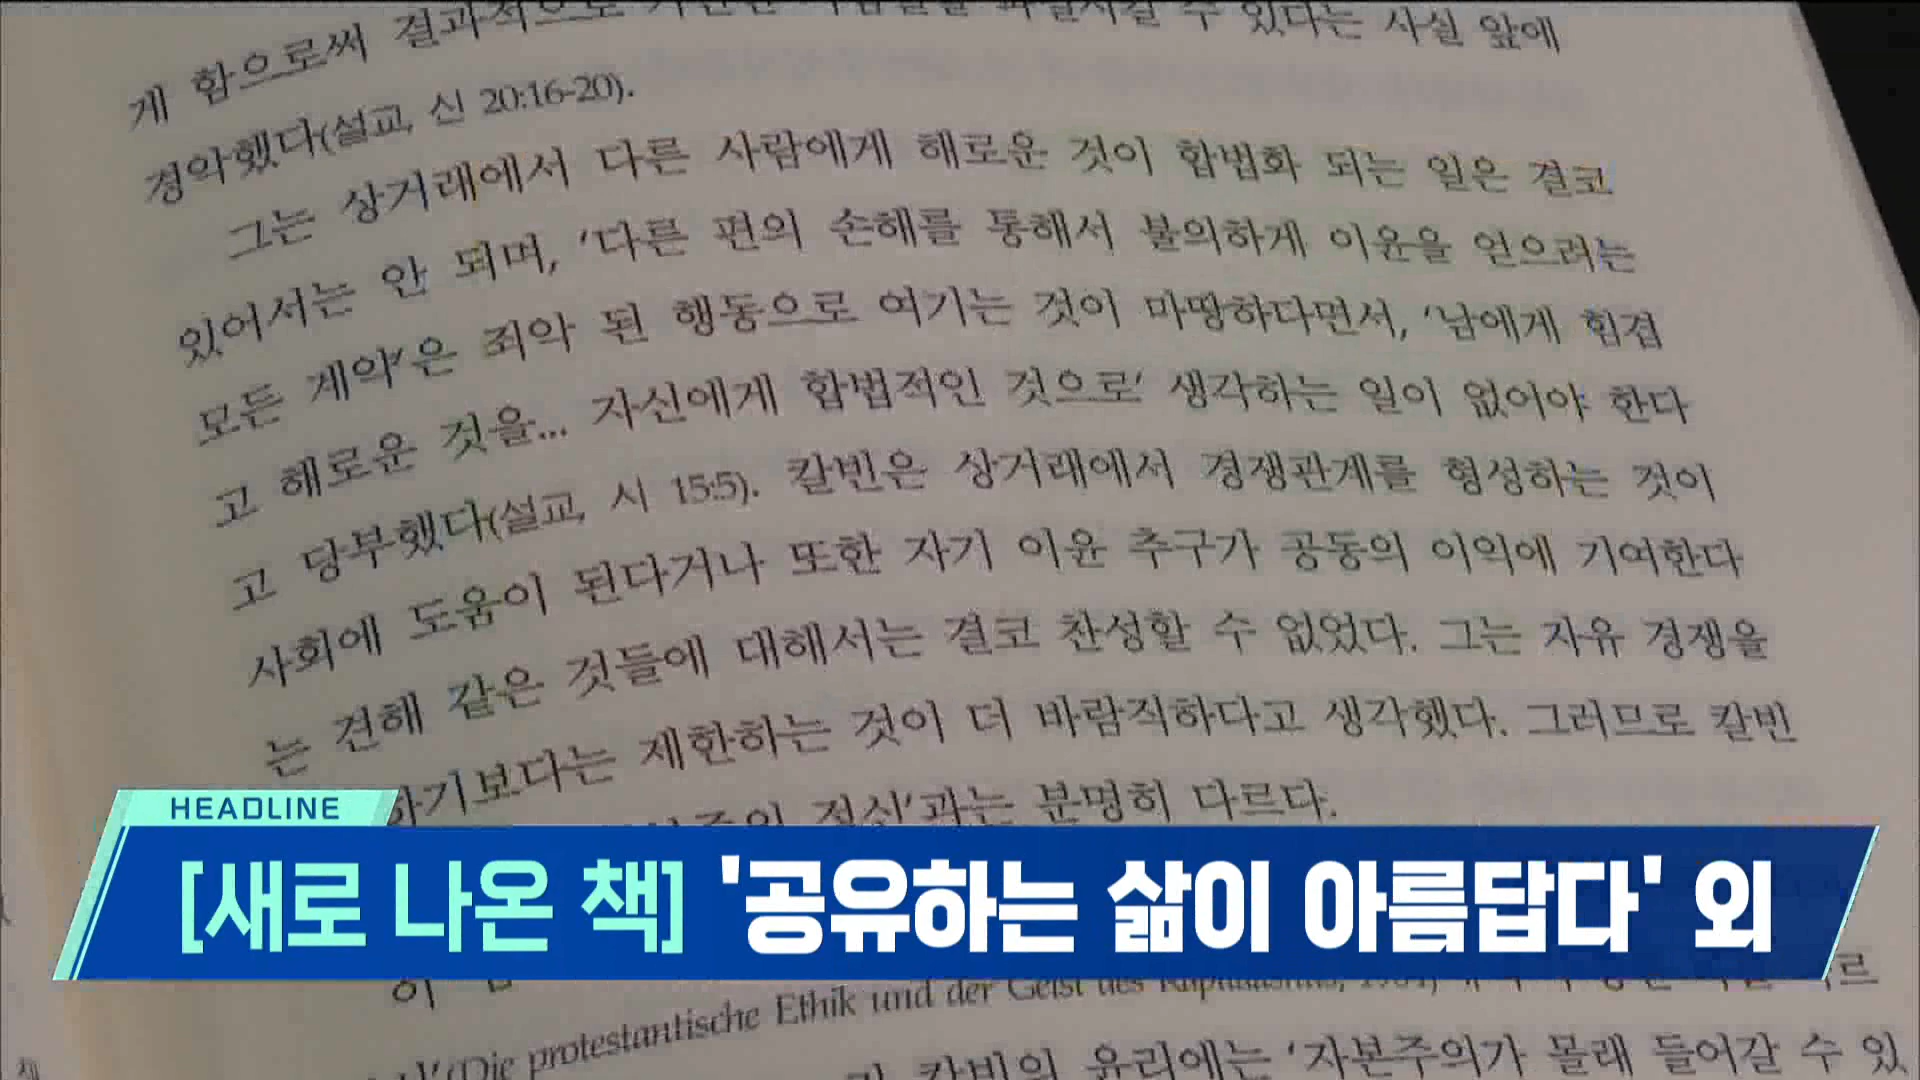 게 함으로써 결과적으로 수 있다는 사실 앞에
경악했다(설교, 신 20:16-20).
그는 상거래에서 다른 사람에게 해로운 것이 합법화 되는 일은 결코
있어서는 안 되며, '다른 편의 손해를 통해서 불의하게 이윤을 얻으려는
모든 계약'은 죄악 된 행동으로 여기는 것이 마땅하다면서, '남에게 힘겹
고 해로운 것을... 자신에게 합법적인 것으로' 생각하는 일이 없어야 한다
고 당부했다(설교, 시 15:5). 칼빈은 상거래에서 경쟁관계를 형성하는 것이
사회에 도움이 된다거나 또한 자기 이윤 추구가 공동의 이익에 기여한다
는 견해 같은 것들에 대해서는 결코 찬성할 수 없었다. 그는 자유 경쟁을
하기보다는 제한하는 것이 더 바람직하다고 생각했다. 그러므로 칼빈
정신'과는 분명히 다르다.
HEADLINE
[새로 나온 책] '공유하는 삶이 아름답다' 외
(Die protestantische Ethik und der Geist des
칼빈의 윤리에는 '자본주의가 몰래 들어갈 수 있